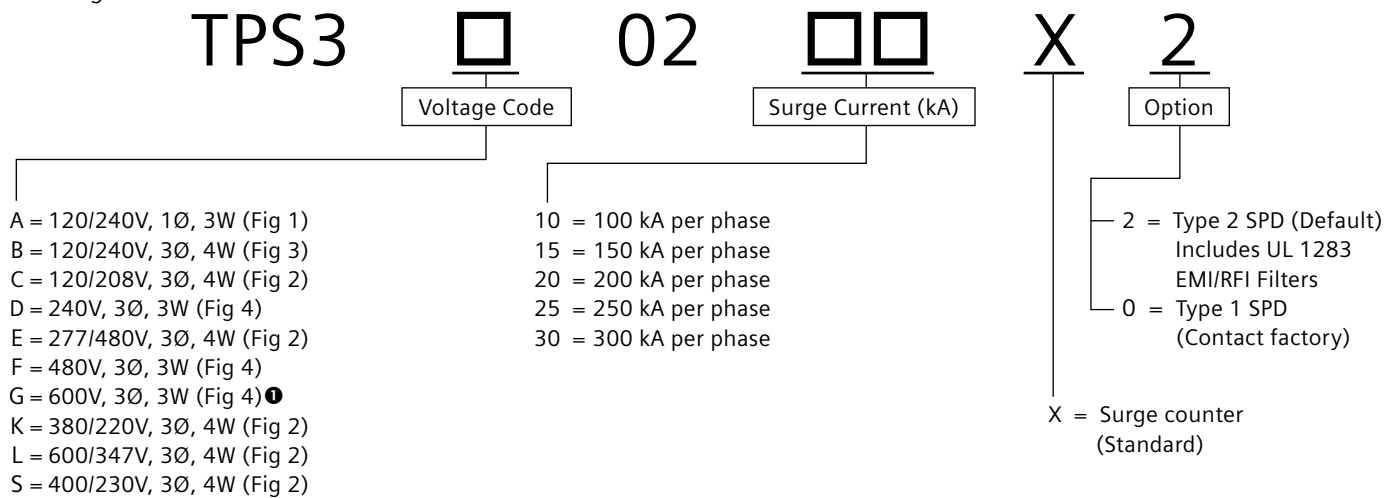 TPS3 □ 02 □□ X 2
Voltage Code
Surge Current (kA)
Option
A = 120/240V, 1Ø, 3W (Fig 1)
B = 120/240V, 3Ø, 4W (Fig 3)
C = 120/208V, 3Ø, 4W (Fig 2)
D = 240V, 3Ø, 3W (Fig 4)
E = 277/480V, 3Ø, 4W (Fig 2)
F = 480V, 3Ø, 3W (Fig 4)
G = 600V, 3Ø, 3W (Fig 4)❶
K = 380/220V, 3Ø, 4W (Fig 2)
L = 600/347V, 3Ø, 4W (Fig 2)
S = 400/230V, 3Ø, 4W (Fig 2)
10 = 100 kA per phase
15 = 150 kA per phase
20 = 200 kA per phase
25 = 250 kA per phase
30 = 300 kA per phase
2 = Type 2 SPD (Default)
Includes UL 1283
EMI/RFI Filters
0 = Type 1 SPD
(Contact factory)
X = Surge counter
(Standard)